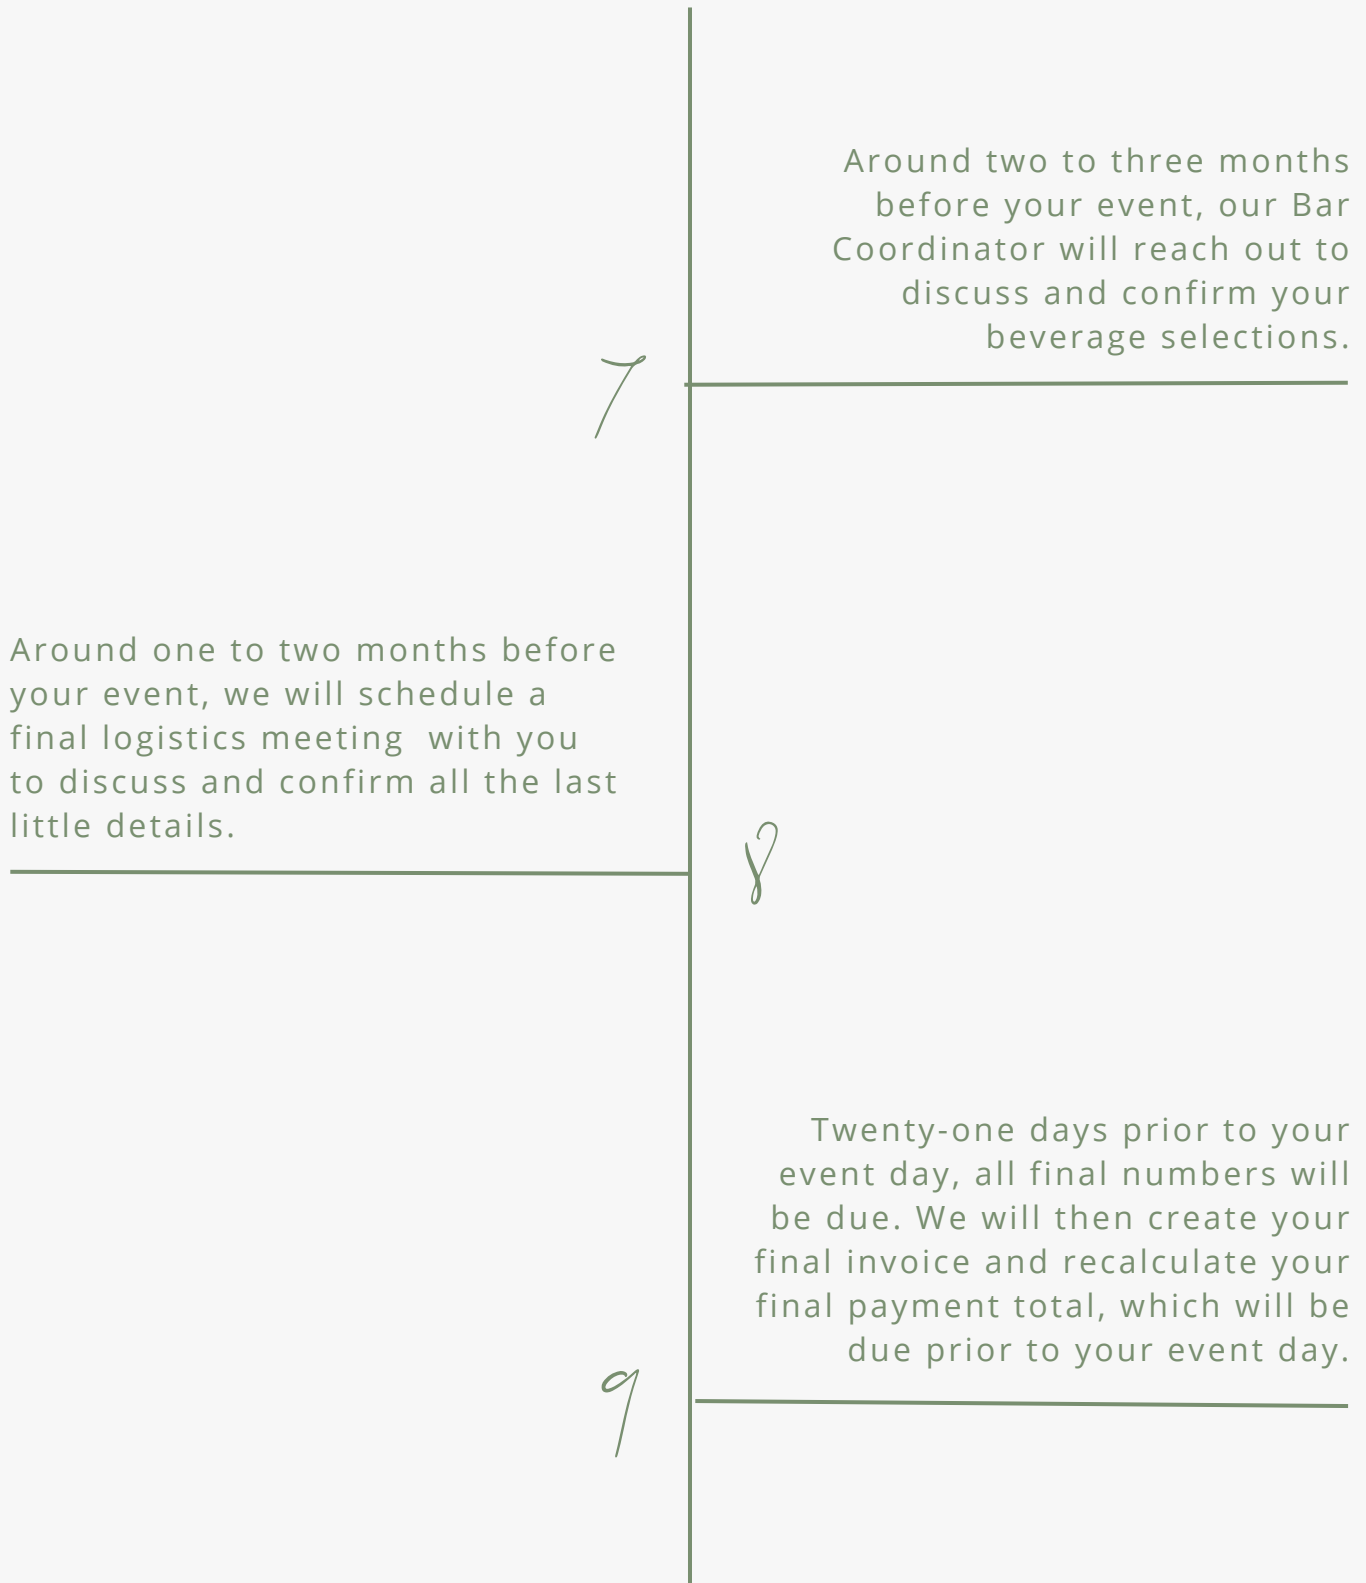 Around two to three months
before your event, our Bar
Coordinator will reach out to
discuss and confirm your
beverage selections.
7
Around one to two months before
your event, we will schedule a
final logistics meeting  with you
to discuss and confirm all the last
little details.
8
Twenty-one days prior to your
event day, all final numbers will
be due. We will then create your
final invoice and recalculate your
final payment total, which will be
due prior to your event day.
9